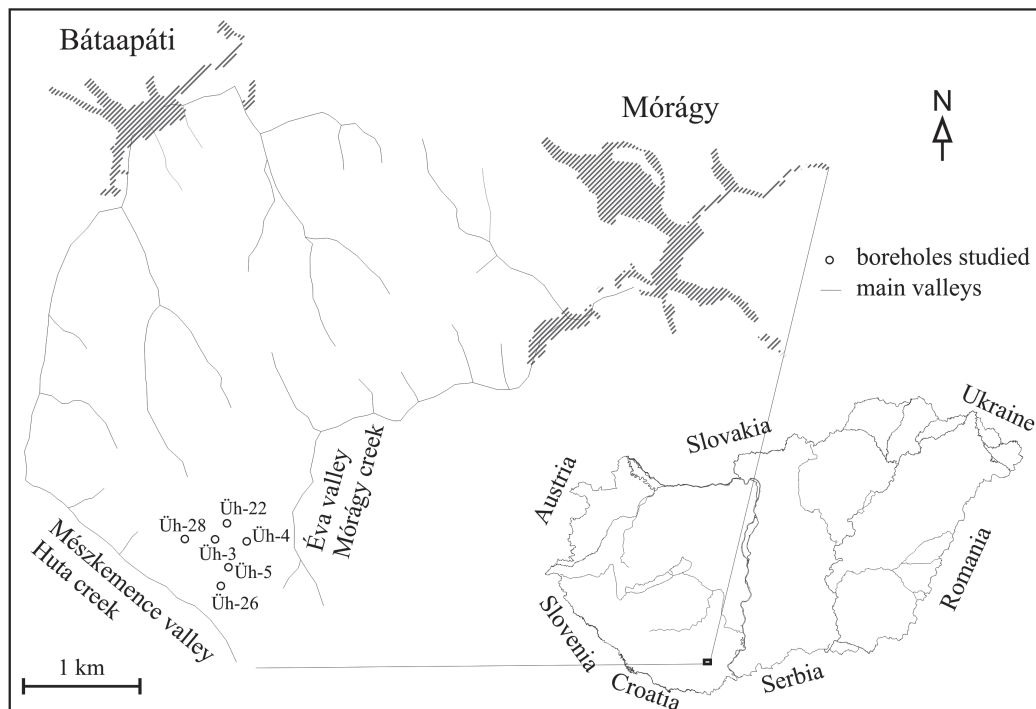 Bátaapáti
Mórágy
N
boreholes studied
main valleys
Slovakia
Ukraine
Austria
Romania
Slovenia
Croatia
Serbia
Éva valley
Mórágy creek
Üh-22
Üh-28
Üh-4
Üh-3
Üh-5
Üh-26
Mészkemence valley
Huta creek
1 km